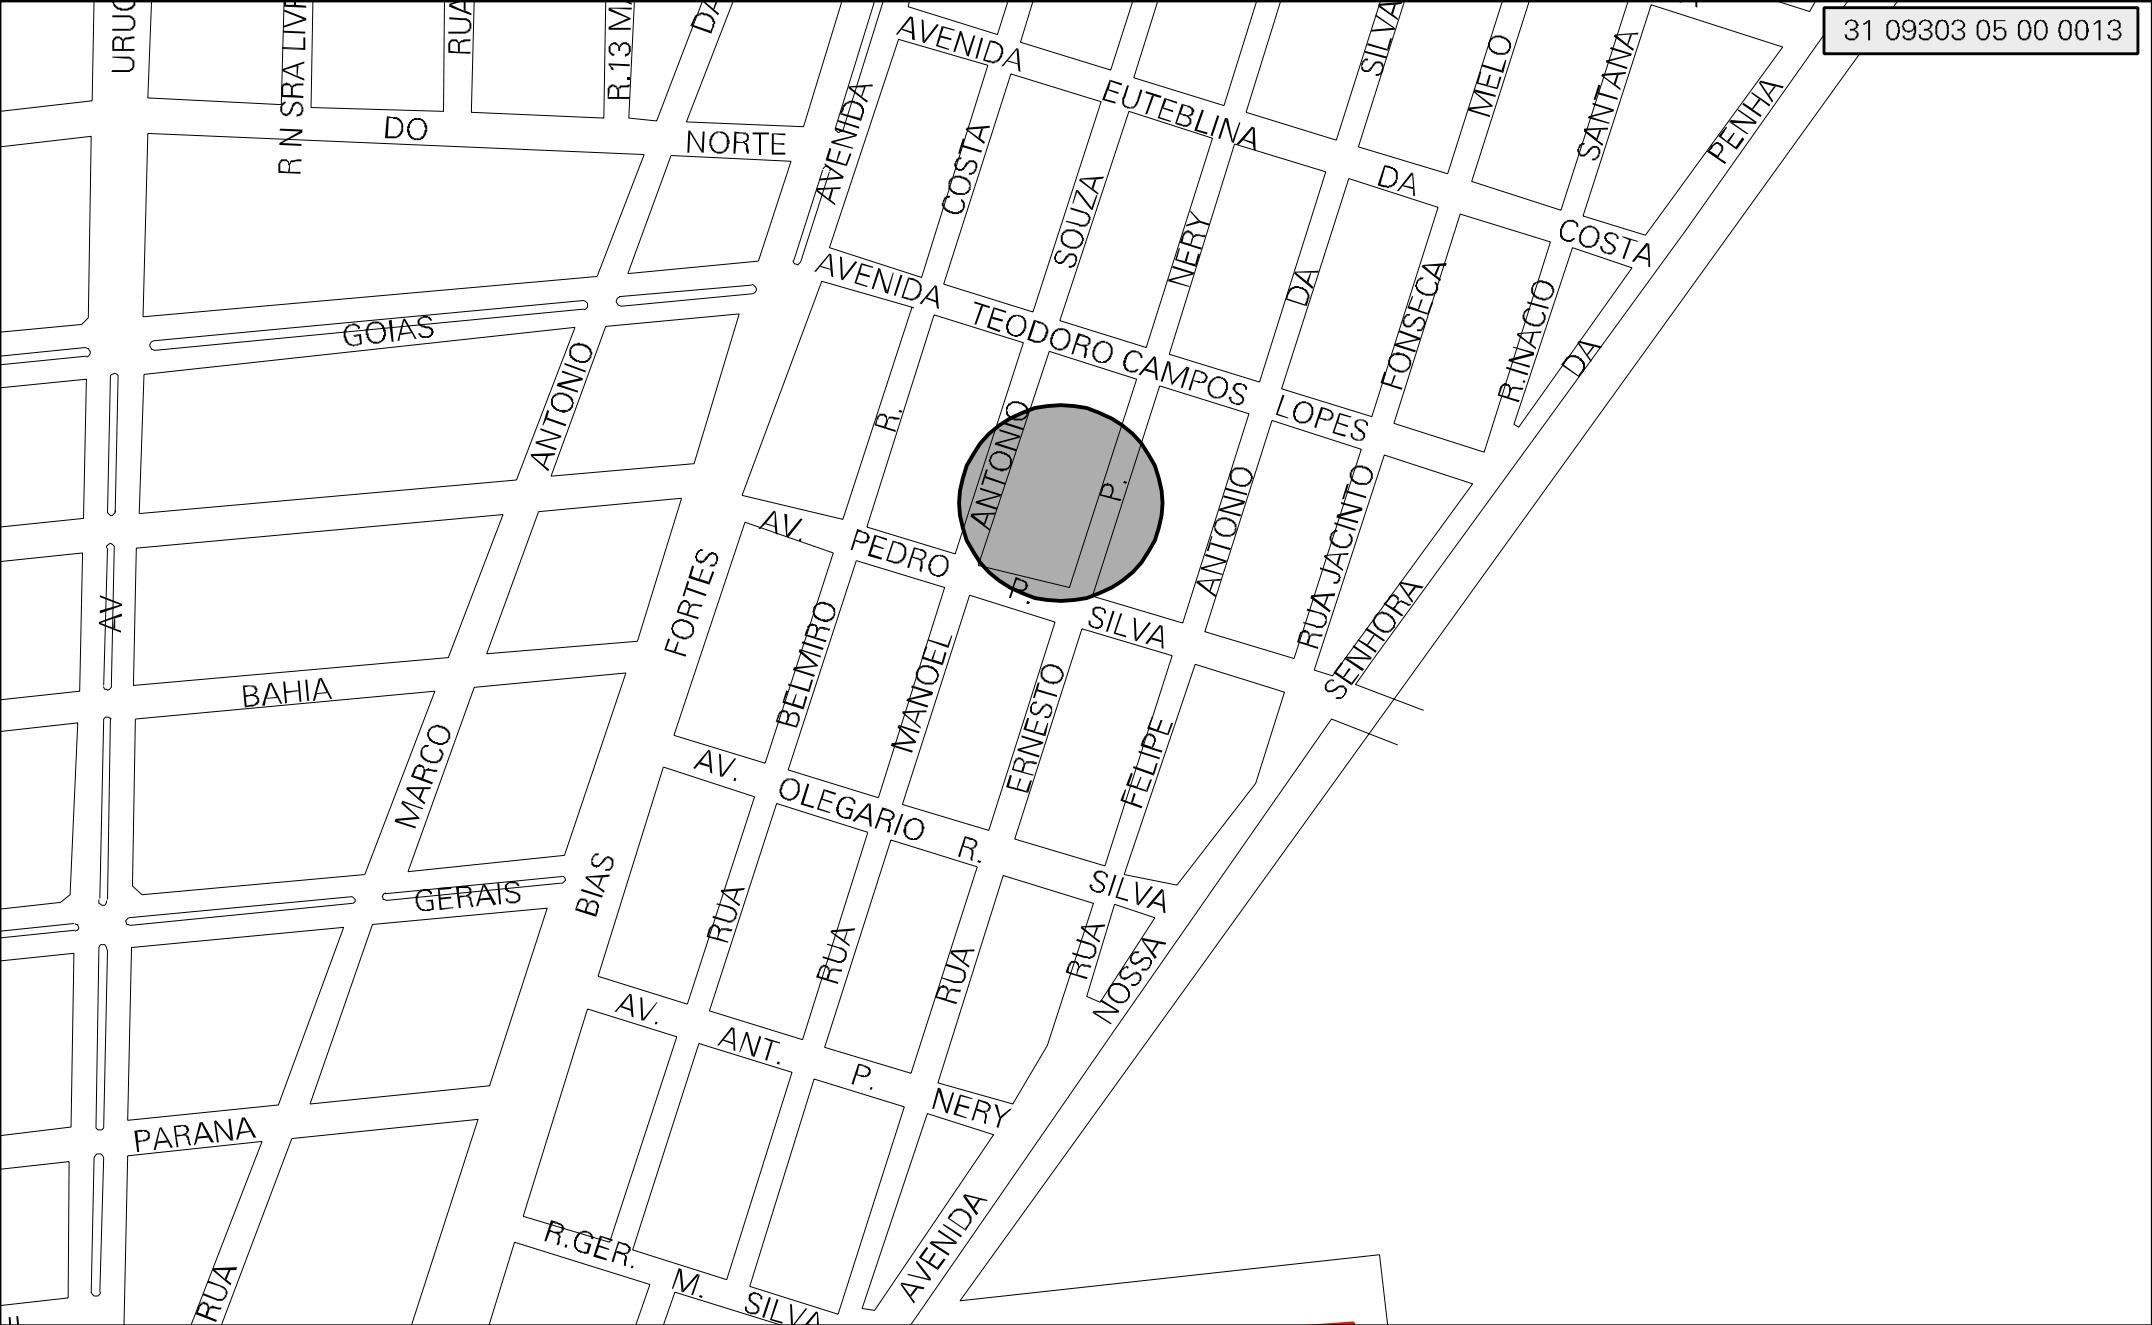 31 09303 05 00 0013
URUC
R N SRA LIVR
RUA
R.13 MA
DA
AVENIDA
EUTEBLINA
DA
COSTA
SILVA
MELO
SANTANA
PENHA
DO
NORTE
AVENIDA
COSTA
SOUZA
NERY
DA
FONSECA
R.INACIO
DA
AVENIDA
TEODORO CAMPOS
LOPES
GOIAS
ANTONIO
R.
ANTONIO
P.
ANTONIO
RUA JACINTO
AV.
PEDRO
P.
SILVA
SENHORA
AV
FORTES
BELMIRO
MANOEL
ERNESTO
FELIPE
BAHIA
MARCO
AV.
OLEGARIO
R.
SILVA
GERAIS
BIAS
RUA
RUA
RUA
RUA
NOSSA
AV.
ANT.
P.
NERY
PARANA
RUA
R.GER.
M.
SILVA
AVENIDA